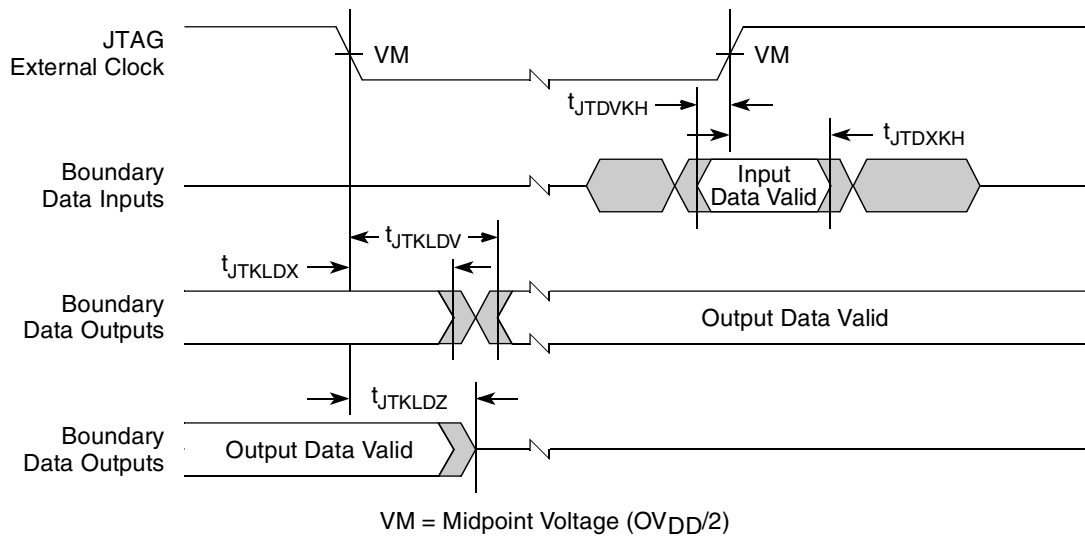 JTAG
External Clock
VM
VM
tJTDVKH
tJTDXKH
Boundary
Data Inputs
Input
Data Valid
tJTKLDV
tJTKLDX
Boundary
Data Outputs
Output Data Valid
tJTKLDZ
Boundary
Data Outputs
Output Data Valid
VM = Midpoint Voltage (OVDD/2)